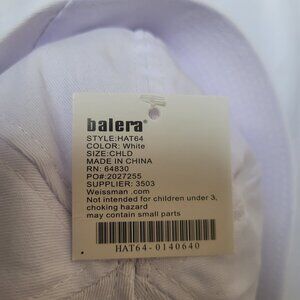 balera
STYLE:HAT64
COLOR: White
SIZE:CHLD
MADE IN CHINA
RN: 64830
PO#:2027255
SUPPLIER: 3503
Weissman .com
Not intended for children under 3,
choking hazard
may contain small parts
HAT64-0140640